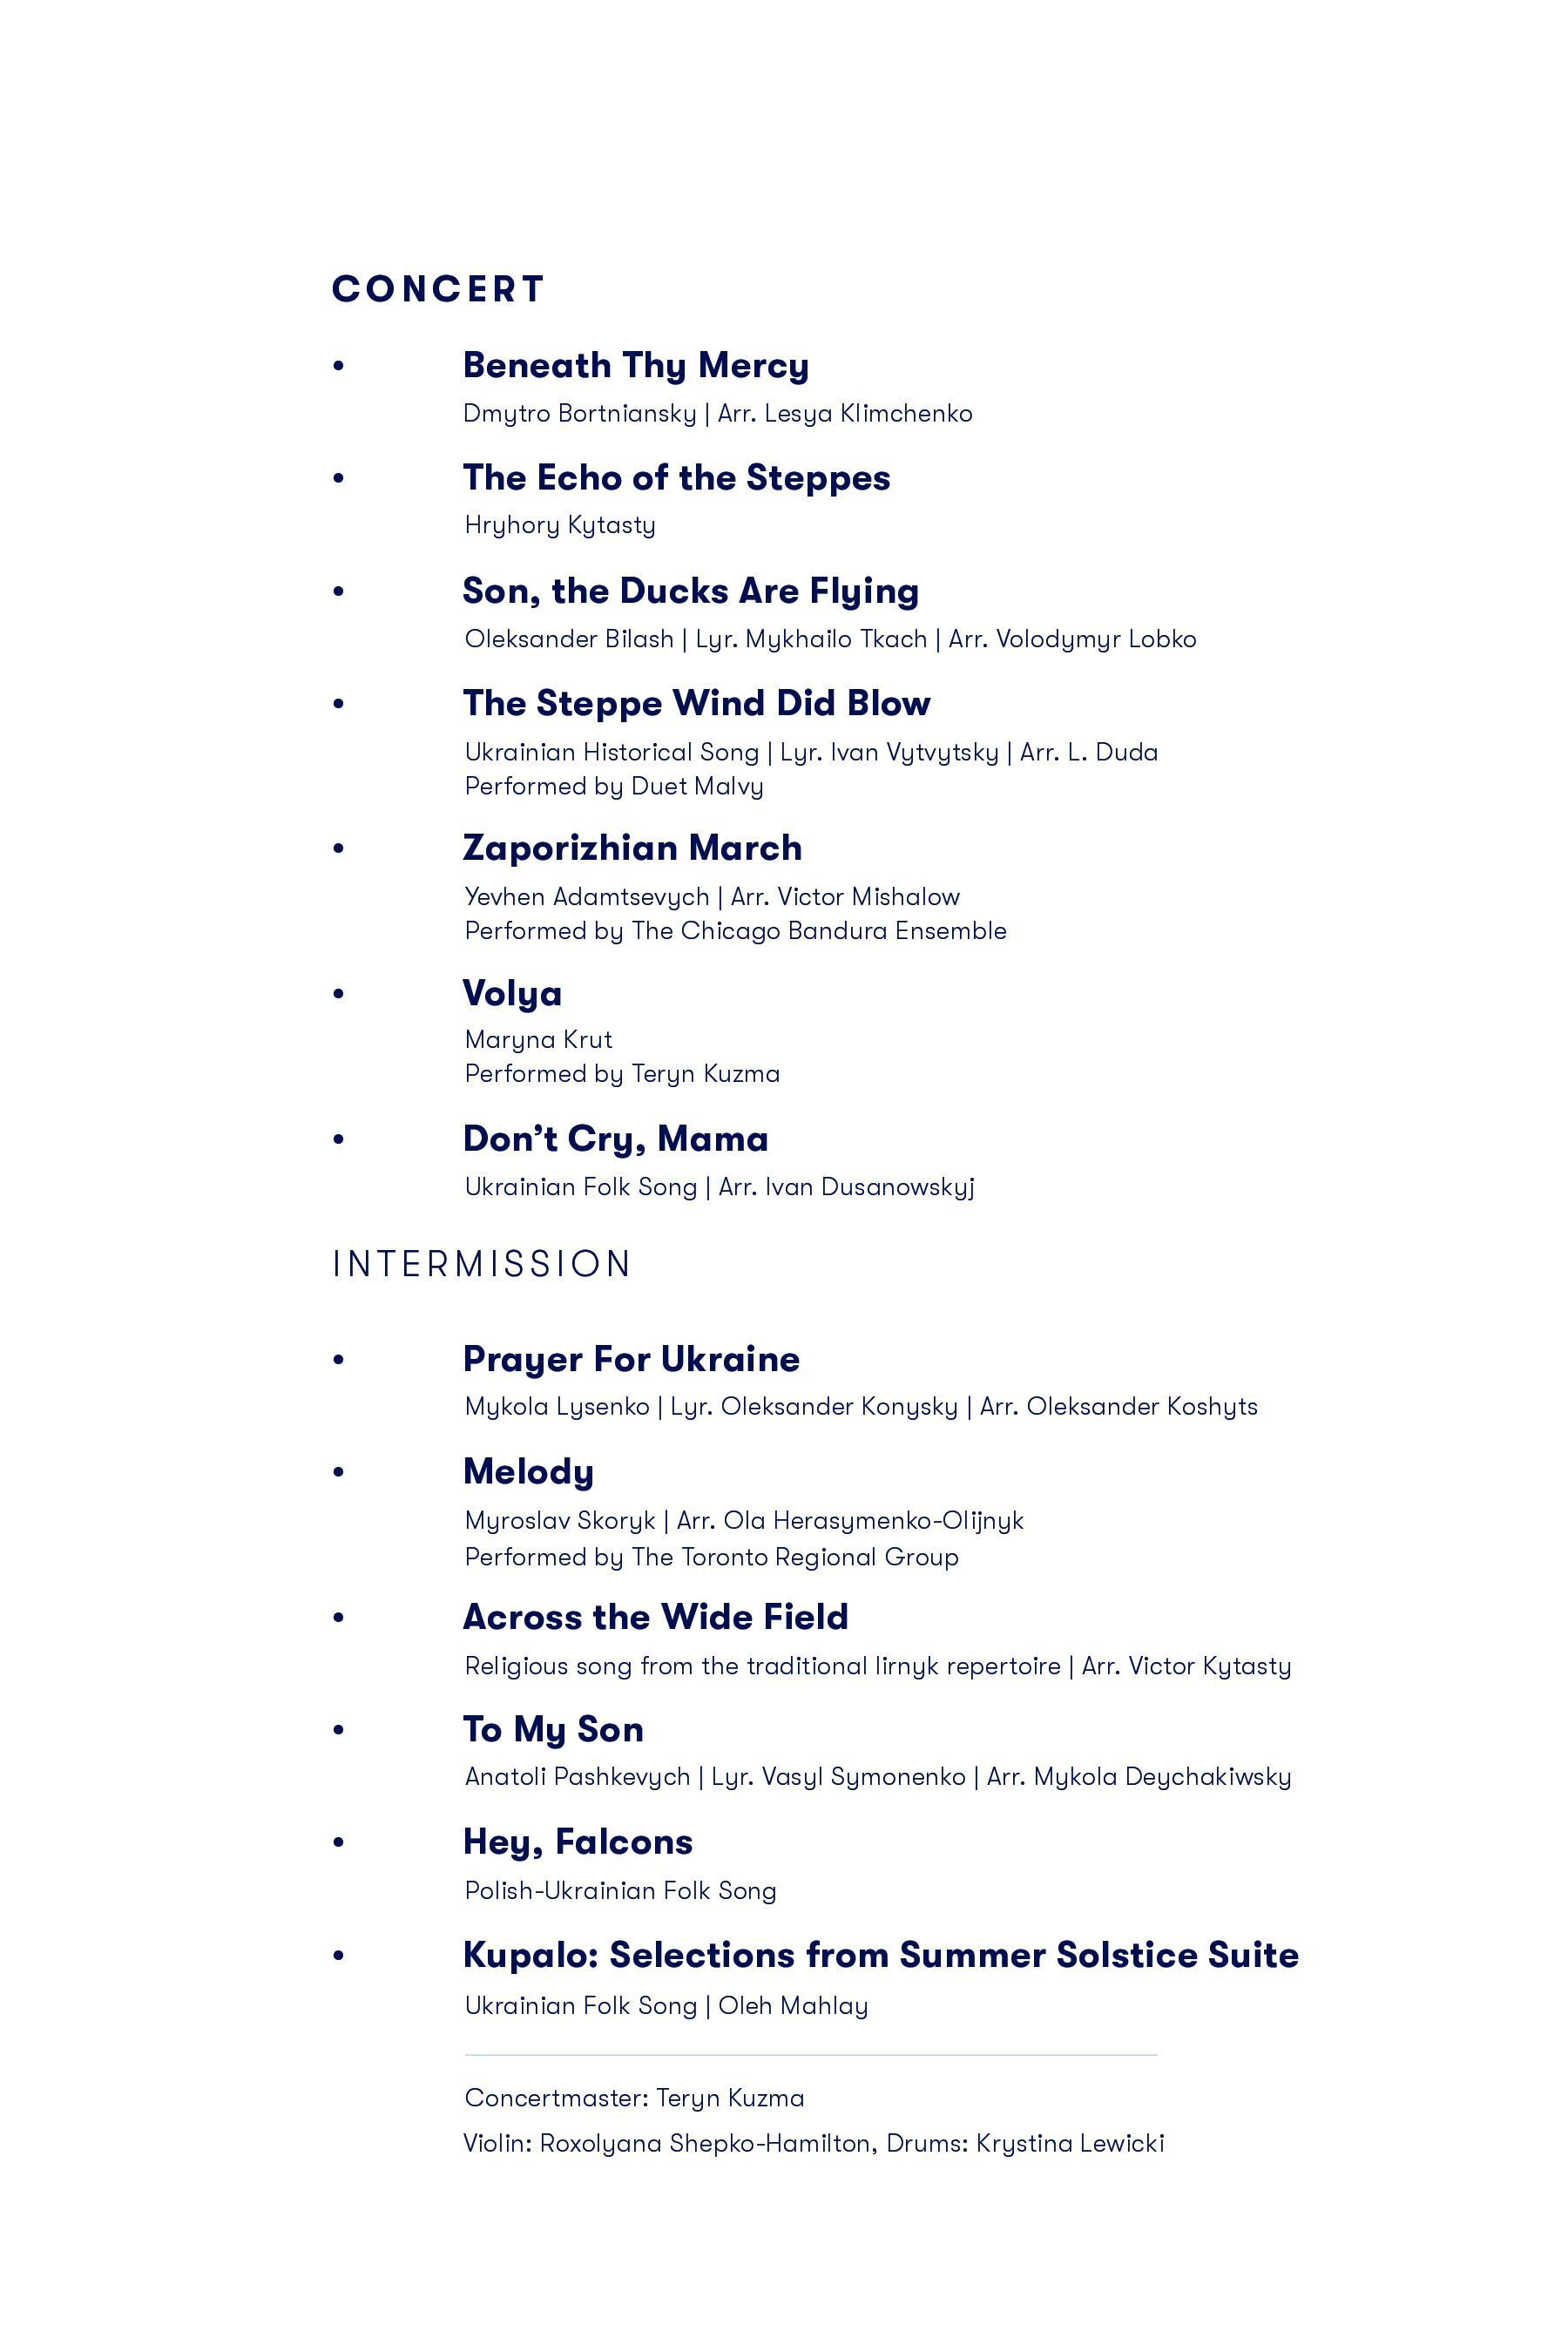 CONCERT
• Beneath Thy Mercy
Dmytro Bortniansky | Arr. Lesya Klimchenko
• The Echo of the Steppes
Hryhory Kytasty
• Son, the Ducks Are Flying
Oleksander Bilash | Lyr. Mykhailo Tkach | Arr. Volodymyr Lobko
• The Steppe Wind Did Blow
Ukrainian Historical Song | Lyr. Ivan Vytvytsky | Arr. L. Duda
Performed by Duet Malvy
• Zaporizhian March
Yevhen Adamtsevych | Arr. Victor Mishalow
Performed by The Chicago Bandura Ensemble
• Volya
Maryna Krut
Performed by Teryn Kuzma
• Don’t Cry, Mama
Ukrainian Folk Song | Arr. Ivan Dusanowskyj
INTERMISSION
• Prayer For Ukraine
Mykola Lysenko | Lyr. Oleksander Konysky | Arr. Oleksander Koshyts
• Melody
Myroslav Skoryk | Arr. Ola Herasymenko-Olijnyk
Performed by The Toronto Regional Group
• Across the Wide Field
Religious song from the traditional lirnyk repertoire | Arr. Victor Kytasty
• To My Son
Anatoli Pashkevych | Lyr. Vasyl Symonenko | Arr. Mykola Deychakiwsky
• Hey, Falcons
Polish-Ukrainian Folk Song
• Kupalo: Selections from Summer Solstice Suite
Ukrainian Folk Song | Oleh Mahlay
Concertmaster: Teryn Kuzma
Violin: Roxolyana Shepko-Hamilton, Drums: Krystina Lewicki